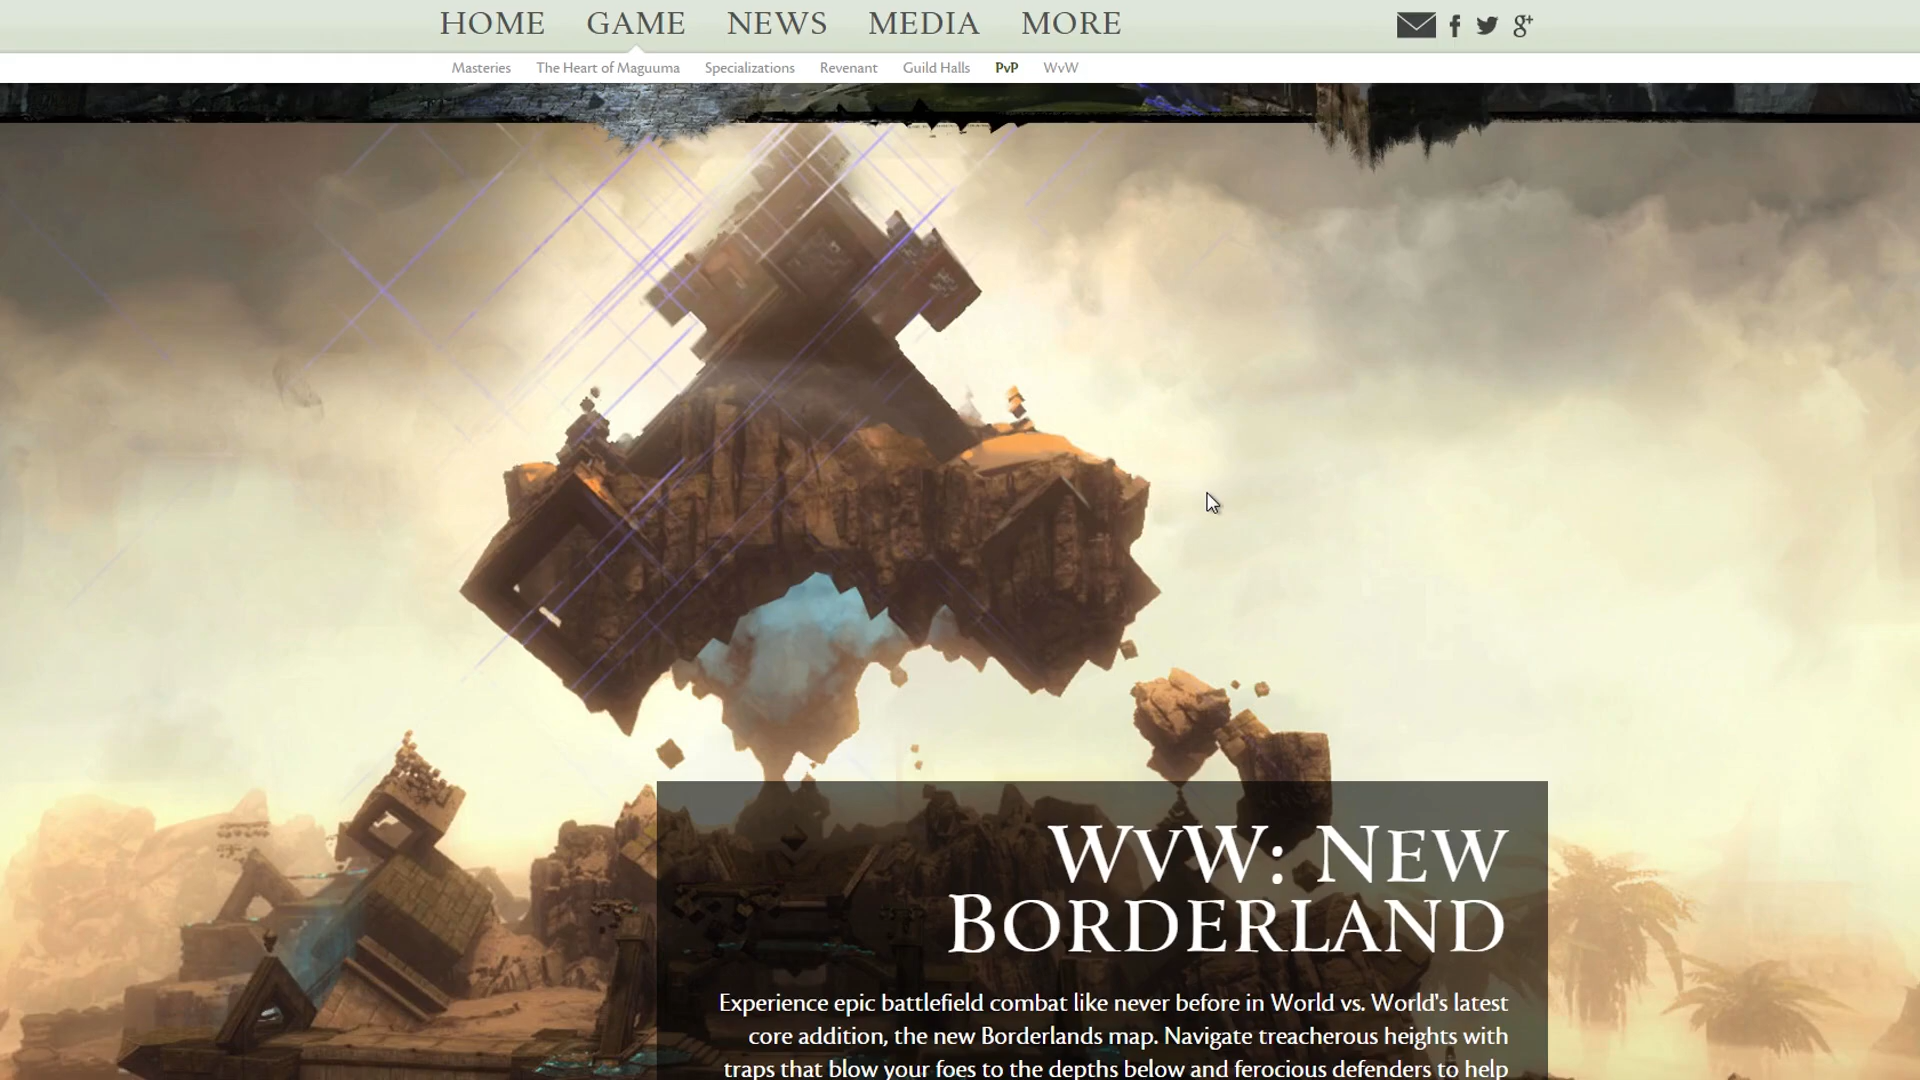 HOME GAME NEWS MEDIA MORE
Masteries The Heart of Maguuma Specializations Revenant Guild Halls PvP WvW
WvW: New
Borderland
Experience epic battlefield combat like never before in World vs. World's latest
core addition, the new Borderlands map. Navigate treacherous heights with
traps that blow your foes to the depths below and ferocious defenders to help